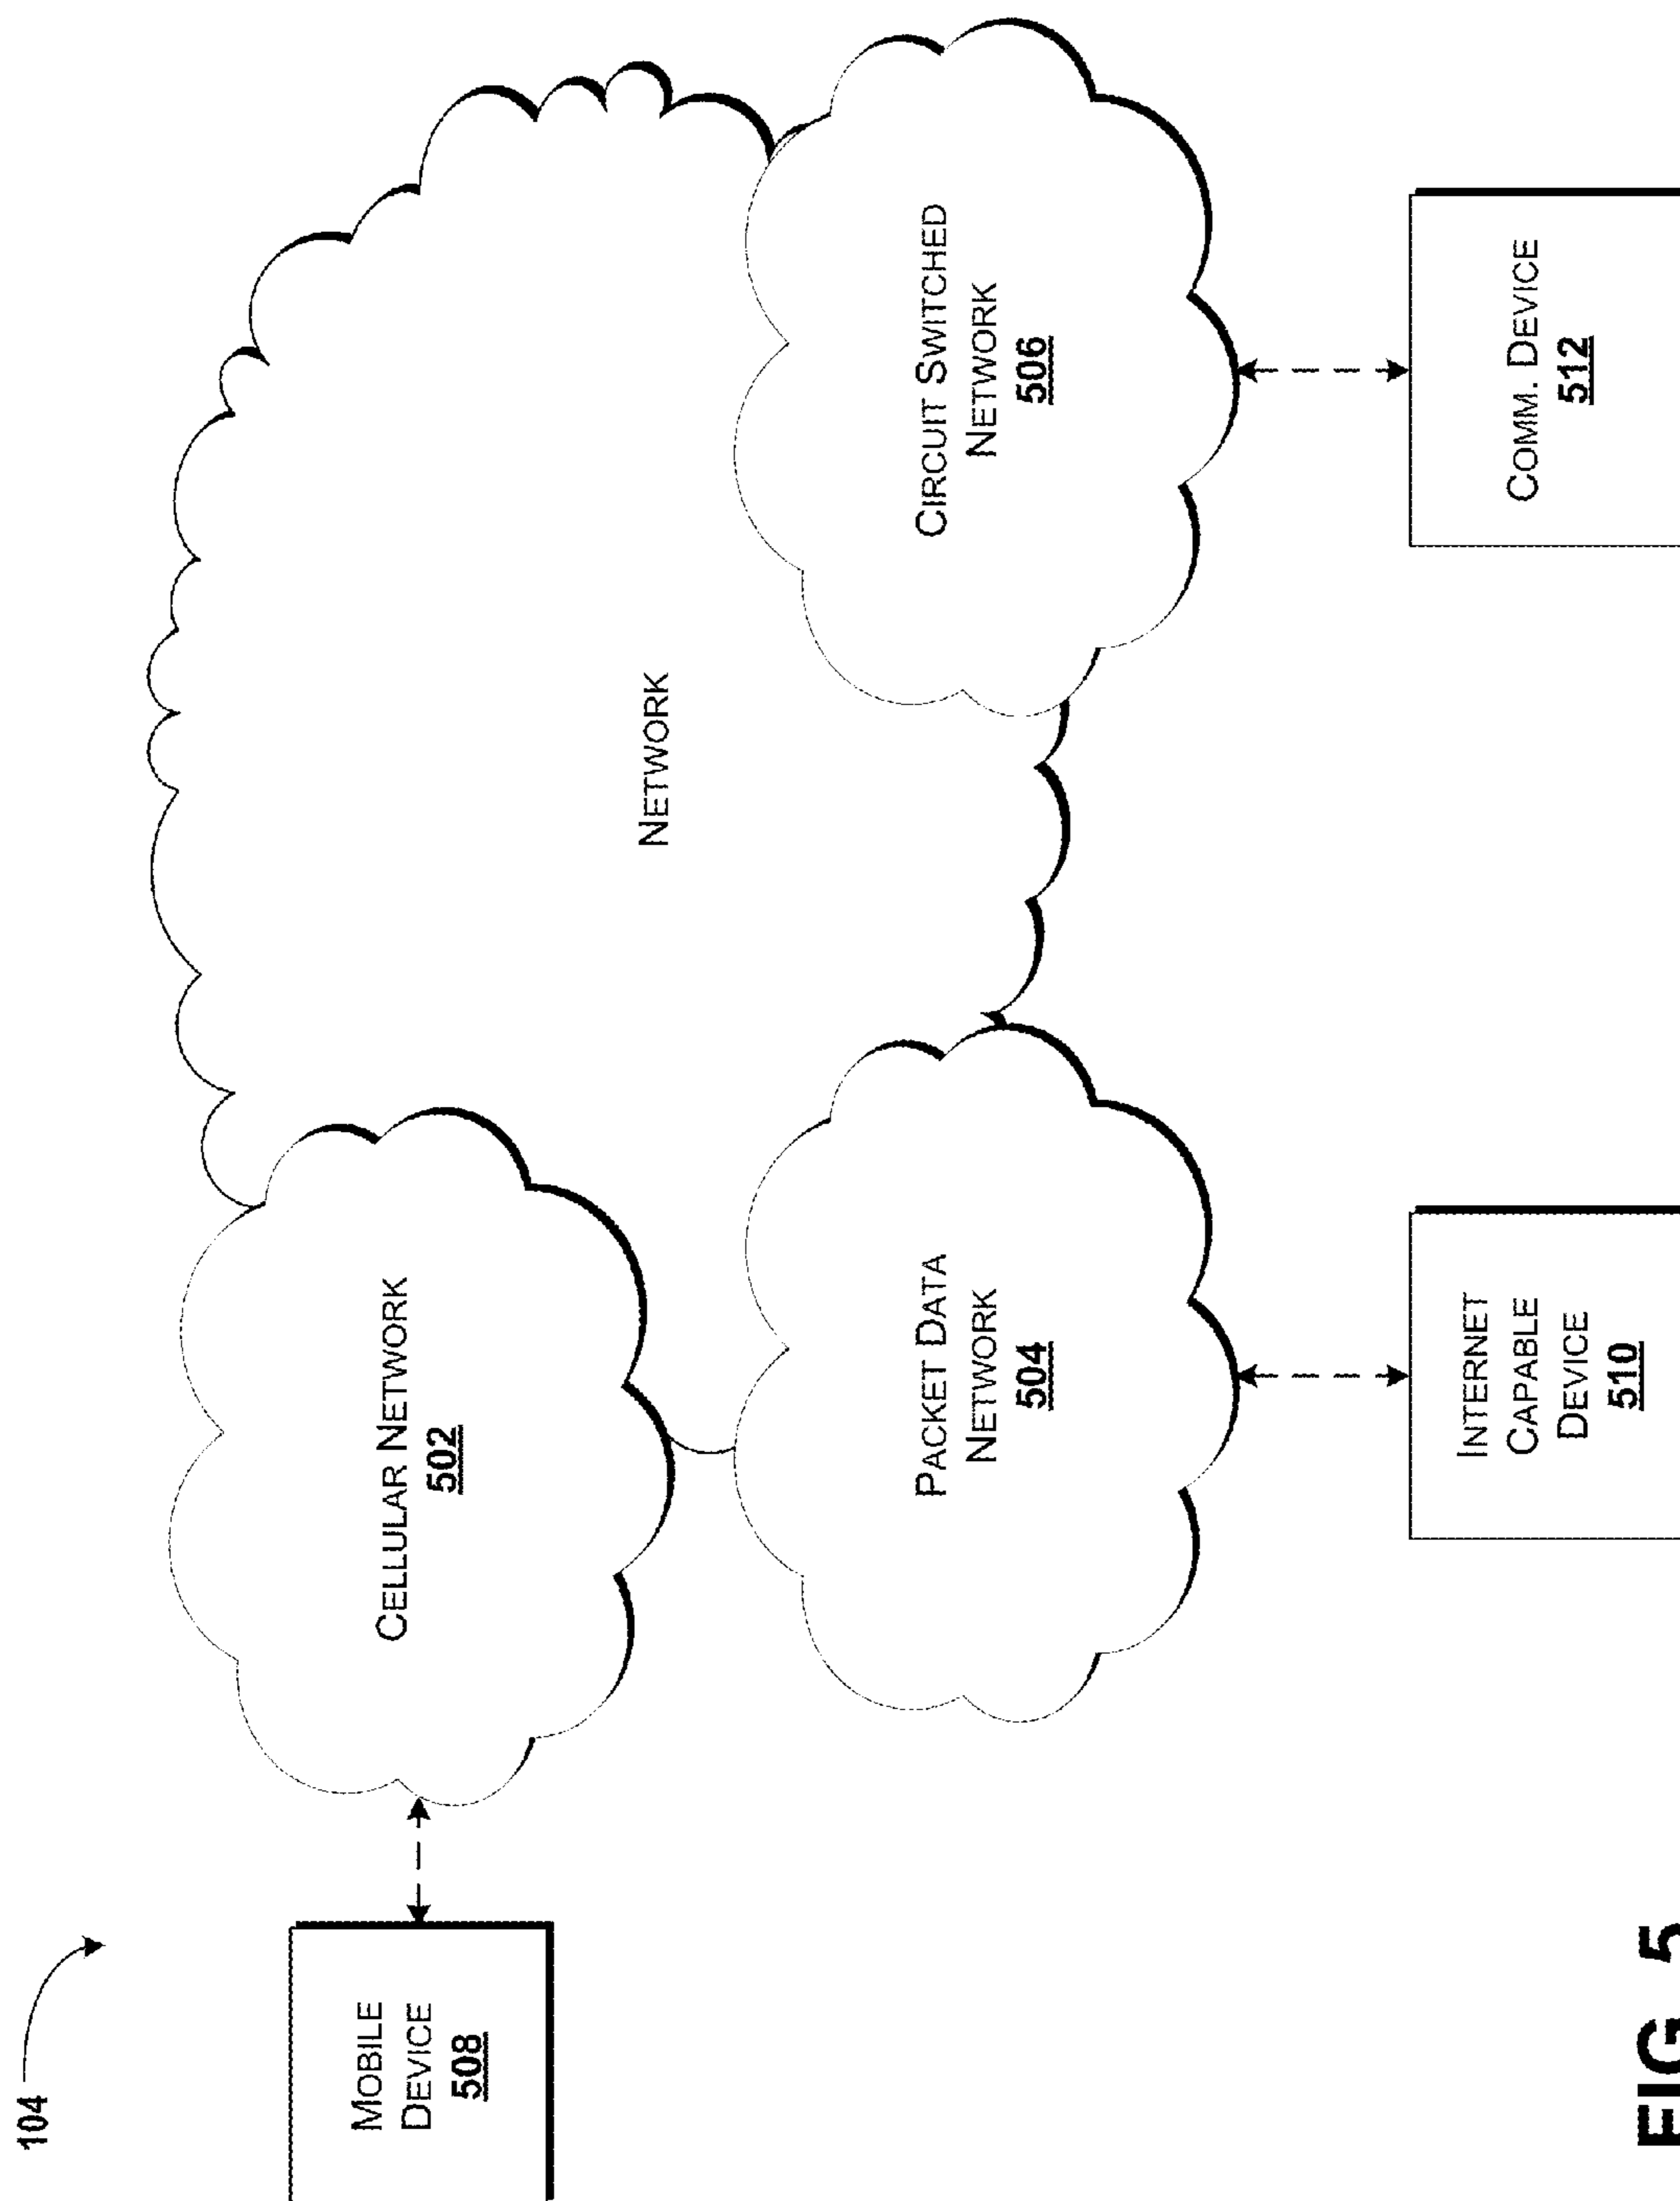 104
MOBILE
DEVICE
508
CELLULAR NETWORK
502
NETWORK
PACKET DATA
NETWORK
504
CIRCUIT SWITCHED
NETWORK
506
INTERNET
CAPABLE
DEVICE
510
COMM. DEVICE
512
FIG. 5